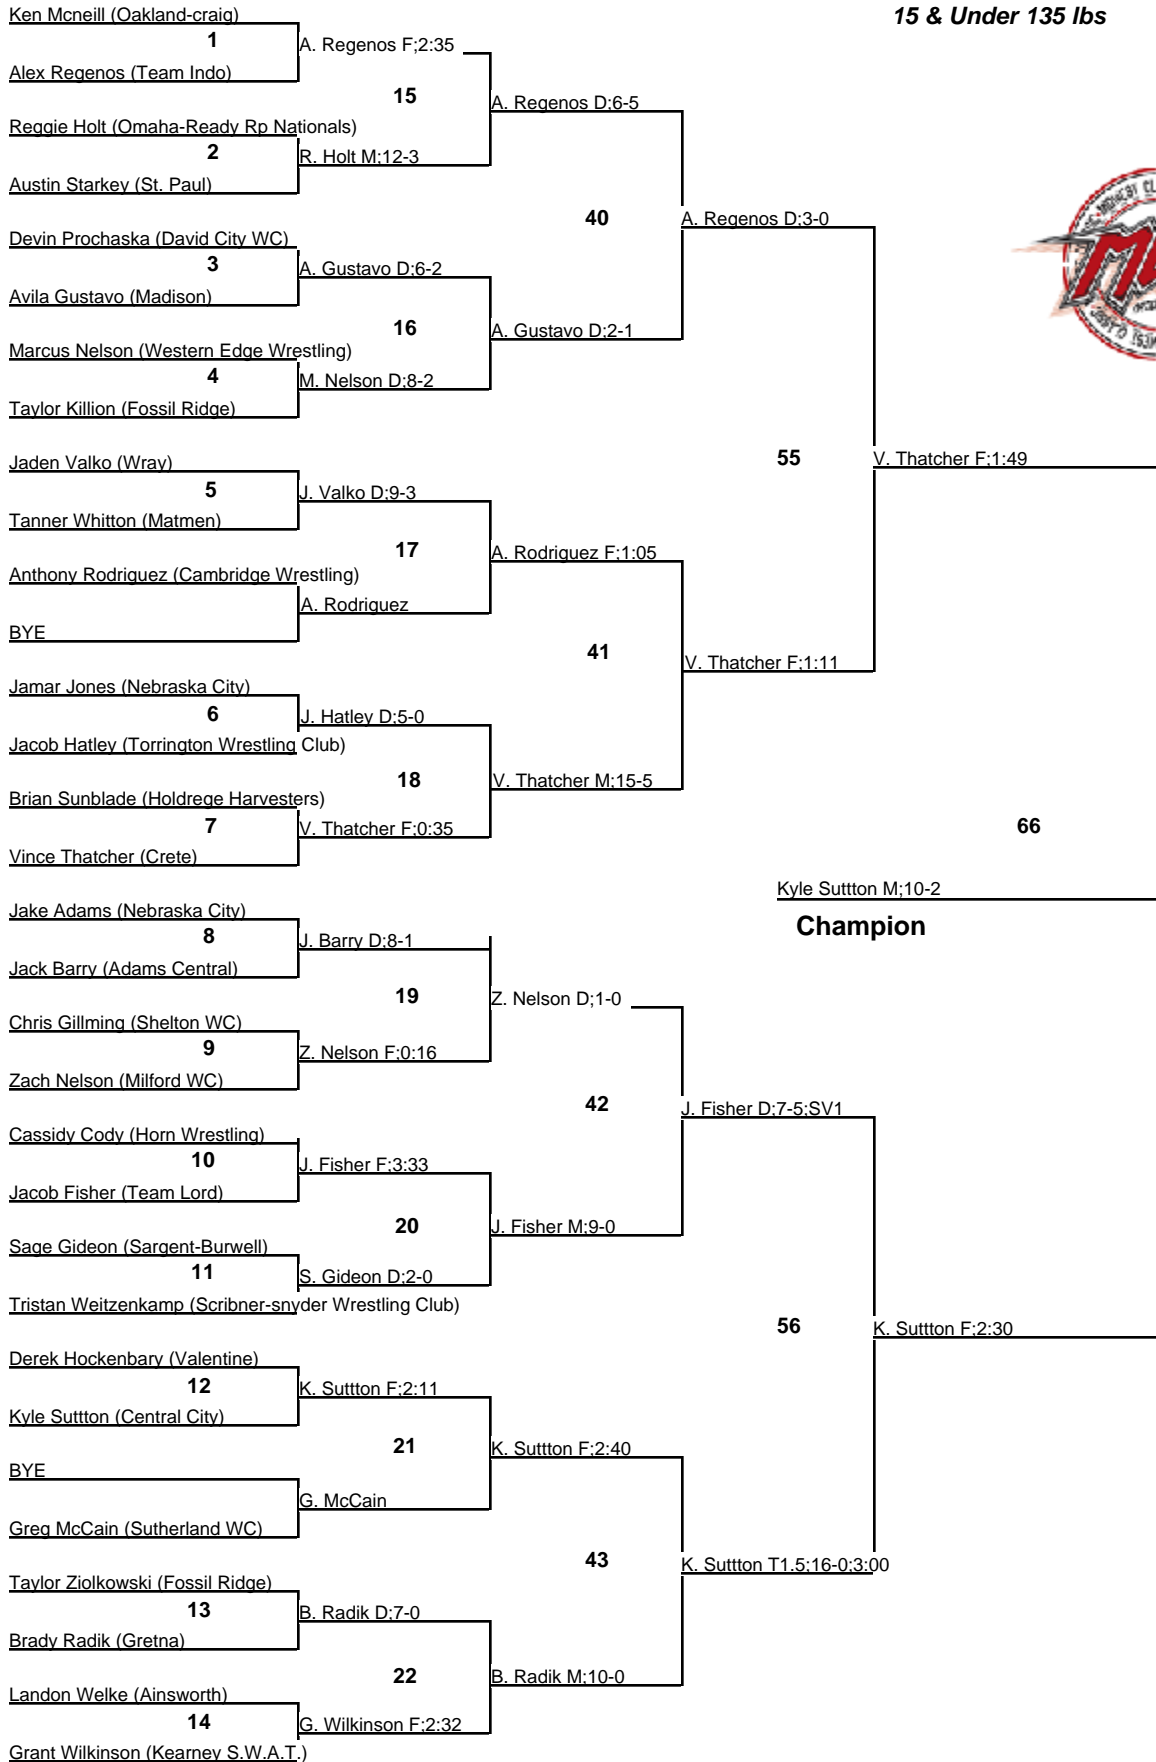 Ken Mcneill (Oakland-craig)
15 & Under 135 lbs
1
A. Regenos F;2:35
Alex Regenos (Team Indo)
15
A. Regenos D;6-5
Reggie Holt (Omaha-Ready Rp Nationals)
2
R. Holt M;12-3
Austin Starkey (St. Paul)
40
A. Regenos D;3-0
Devin Prochaska (David City WC)
3
A. Gustavo D;6-2
Avila Gustavo (Madison)
16
A. Gustavo D;2-1
Marcus Nelson (Western Edge Wrestling)
4
M. Nelson D;8-2
Taylor Killion (Fossil Ridge)
55
V. Thatcher F;1:49
Jaden Valko (Wray)
5
J. Valko D;9-3
Tanner Whitton (Matmen)
17
A. Rodriguez F;1:05
Anthony Rodriguez (Cambridge Wrestling)
A. Rodriguez
BYE
41
V. Thatcher F;1:11
Jamar Jones (Nebraska City)
6
J. Hatley D;5-0
Jacob Hatley (Torrington Wrestling Club)
18
V. Thatcher M;15-5
Brian Sunblade (Holdrege Harvesters)
7
V. Thatcher F;0:35
66
Vince Thatcher (Crete)
Kyle Suttton M;10-2
Champion
Jake Adams (Nebraska City)
8
J. Barry D;8-1
Jack Barry (Adams Central)
19
Z. Nelson D;1-0
Chris Gillming (Shelton WC)
9
Z. Nelson F;0:16
Zach Nelson (Milford WC)
42
J. Fisher D;7-5;SV1
Cassidy Cody (Horn Wrestling)
10
J. Fisher F;3:33
Jacob Fisher (Team Lord)
20
J. Fisher M;9-0
Sage Gideon (Sargent-Burwell)
11
S. Gideon D;2-0
Tristan Weitzenkamp (Scribner-snyder Wrestling Club)
56
K. Suttton F;2:30
Derek Hockenbary (Valentine)
12
K. Suttton F;2:11
Kyle Suttton (Central City)
21
K. Suttton F;2:40
BYE
G. McCain
Greg McCain (Sutherland WC)
43
K. Suttton T1.5;16-0;3:00
Taylor Ziolkowski (Fossil Ridge)
13
B. Radik D;7-0
Brady Radik (Gretna)
22
B. Radik M;10-0
Landon Welke (Ainsworth)
14
G. Wilkinson F;2:32
Grant Wilkinson (Kearney S.W.A.T.)